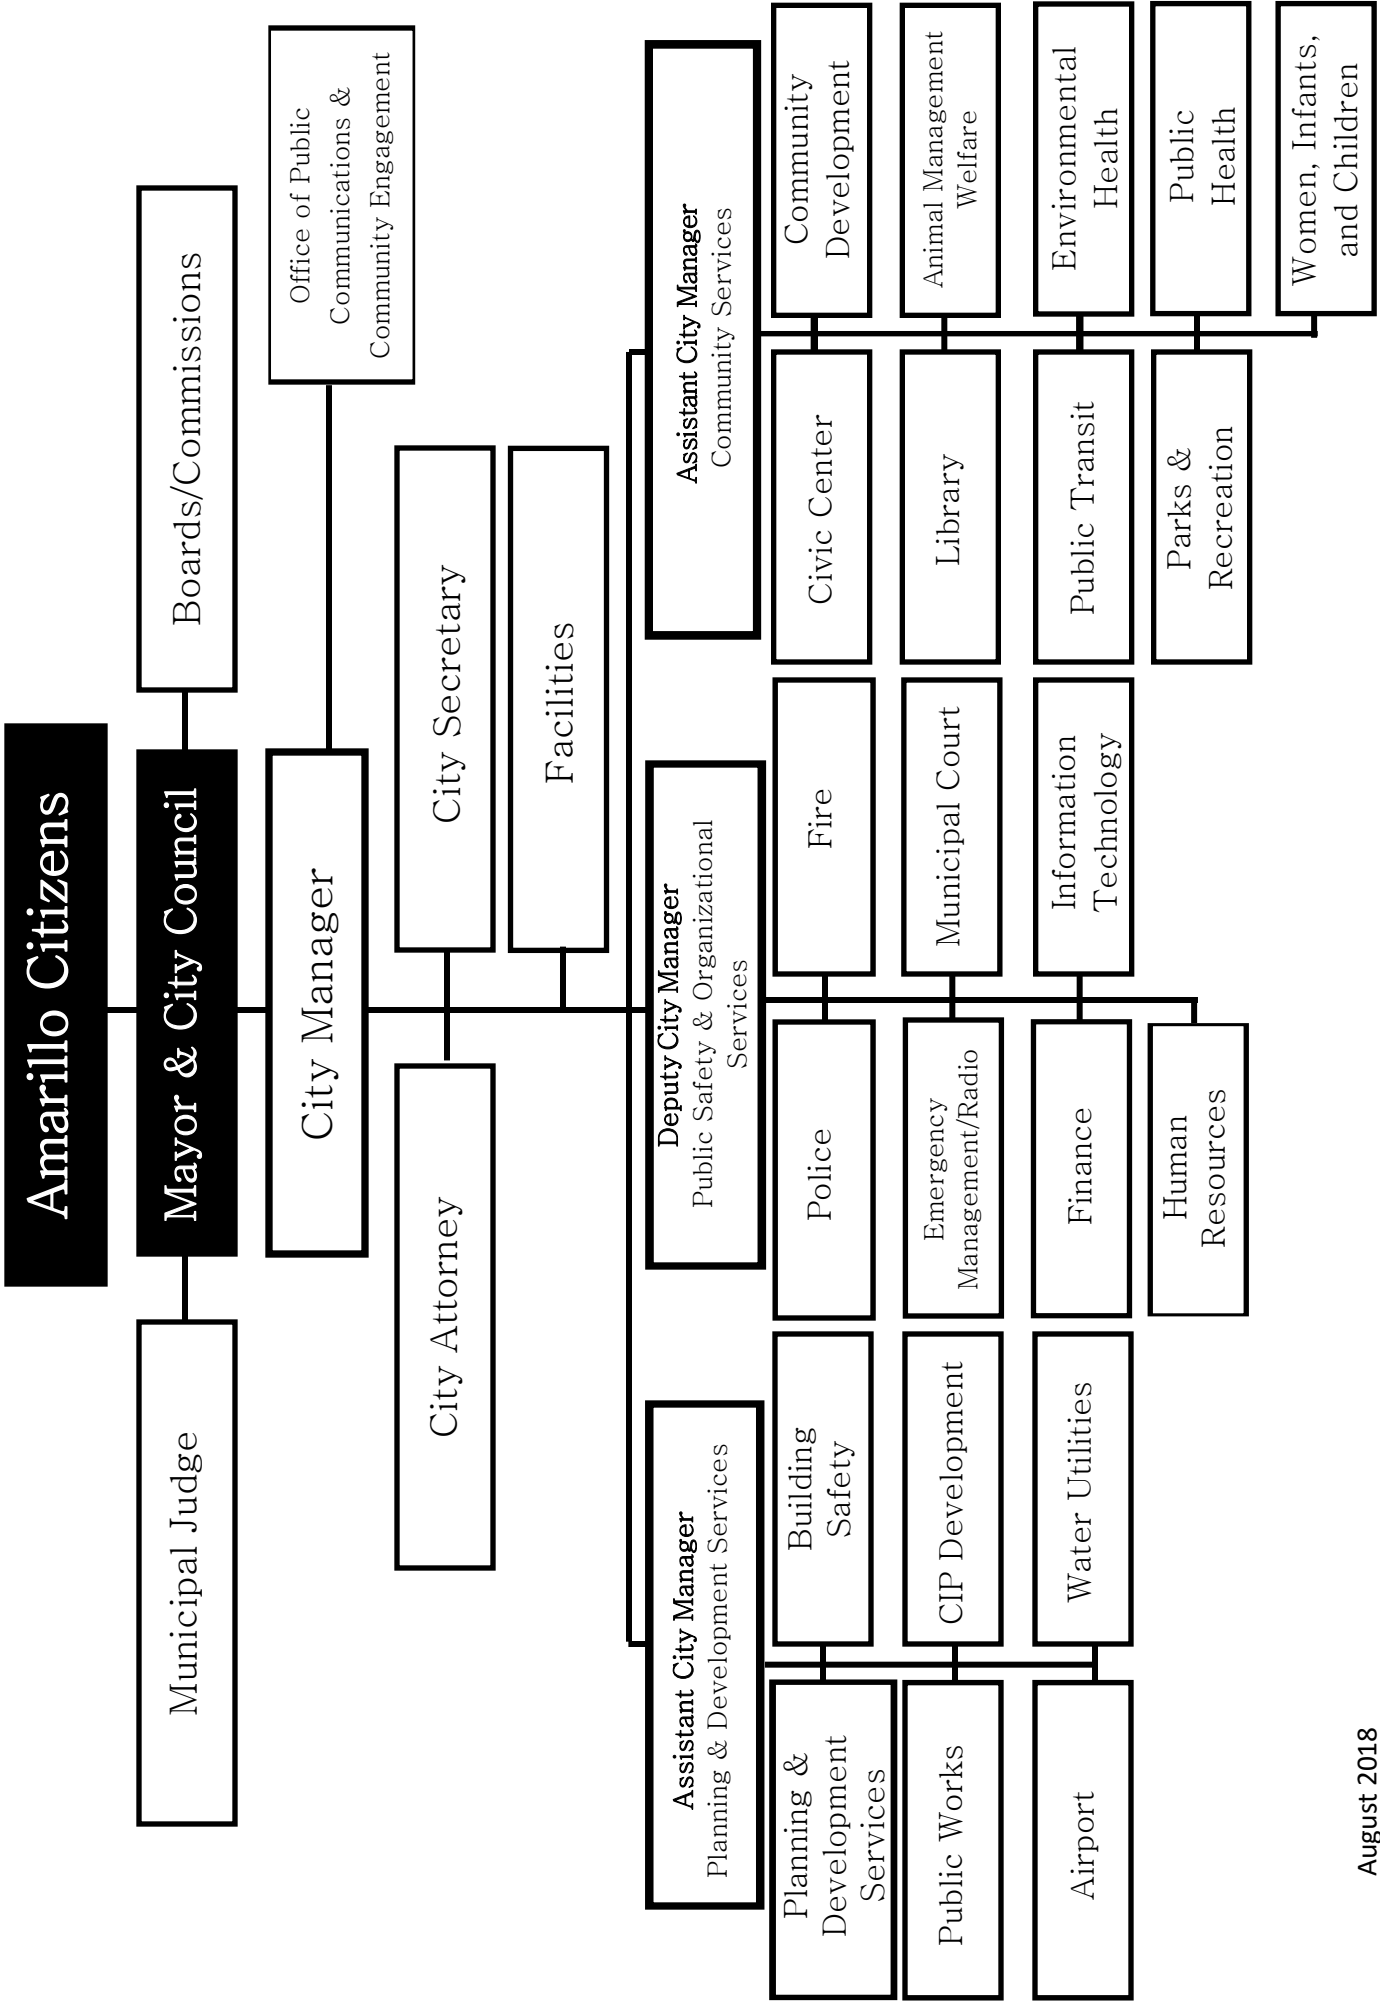 Amarillo Citizens
Municipal Judge
Mayor & City Council
Boards/Commissions
City Manager
Office of Public
Communications &
Community Engagement
City Attorney
City Secretary
Facilities
Assistant City Manager
Planning & Development Services
Deputy City Manager
Public Safety & Organizational
Services
Assistant City Manager
Community Services
Planning &
Development
Services
Building
Safety
Police
Fire
Civic Center
Community
Development
Public Works
CIP Development
Emergency
Management/Radio
Municipal Court
Library
Animal Management
Welfare
Airport
Water Utilities
Finance
Information
Technology
Public Transit
Environmental
Health
Human
Resources
Parks &
Recreation
Public
Health
Women, Infants,
and Children
August 2018